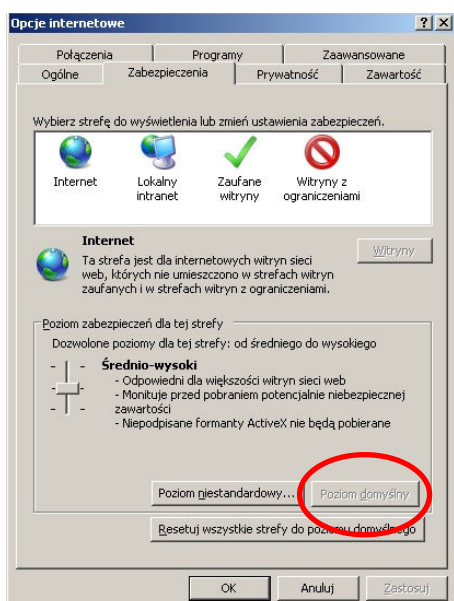 Opcje internetowe
Połączenia Programy Zaawansowane
Ogólne Zabezpieczenia Prywatność Zawartość
Wybierz strefę do wyświetlenia lub zmień ustawienia zabezpieczeń.
Internet Lokalny intranet Zaufane witryny Witryny z ograniczeniami
Internet
Witryny
Ta strefa jest dla internetowych witryn sieci
web, których nie umieszczono w strefach witryn
zaufanych i w strefach witryn z ograniczeniami.
Poziom zabezpieczeń dla tej strefy
Dozwolone poziomy dla tej strefy: od średniego do wysokiego
Średnio-wysoki
- Odpowiedni dla większości witryn sieci web
- Monituje przed pobraniem potencjalnie niebezpiecznej
zawartości
- Niepodpisane formanty ActiveX nie będą pobierane
Poziom niestandardowy... Poziom domyślny
Resetuj wszystkie strefy do poziomu domyślnego
OK Anuluj Zastosuj